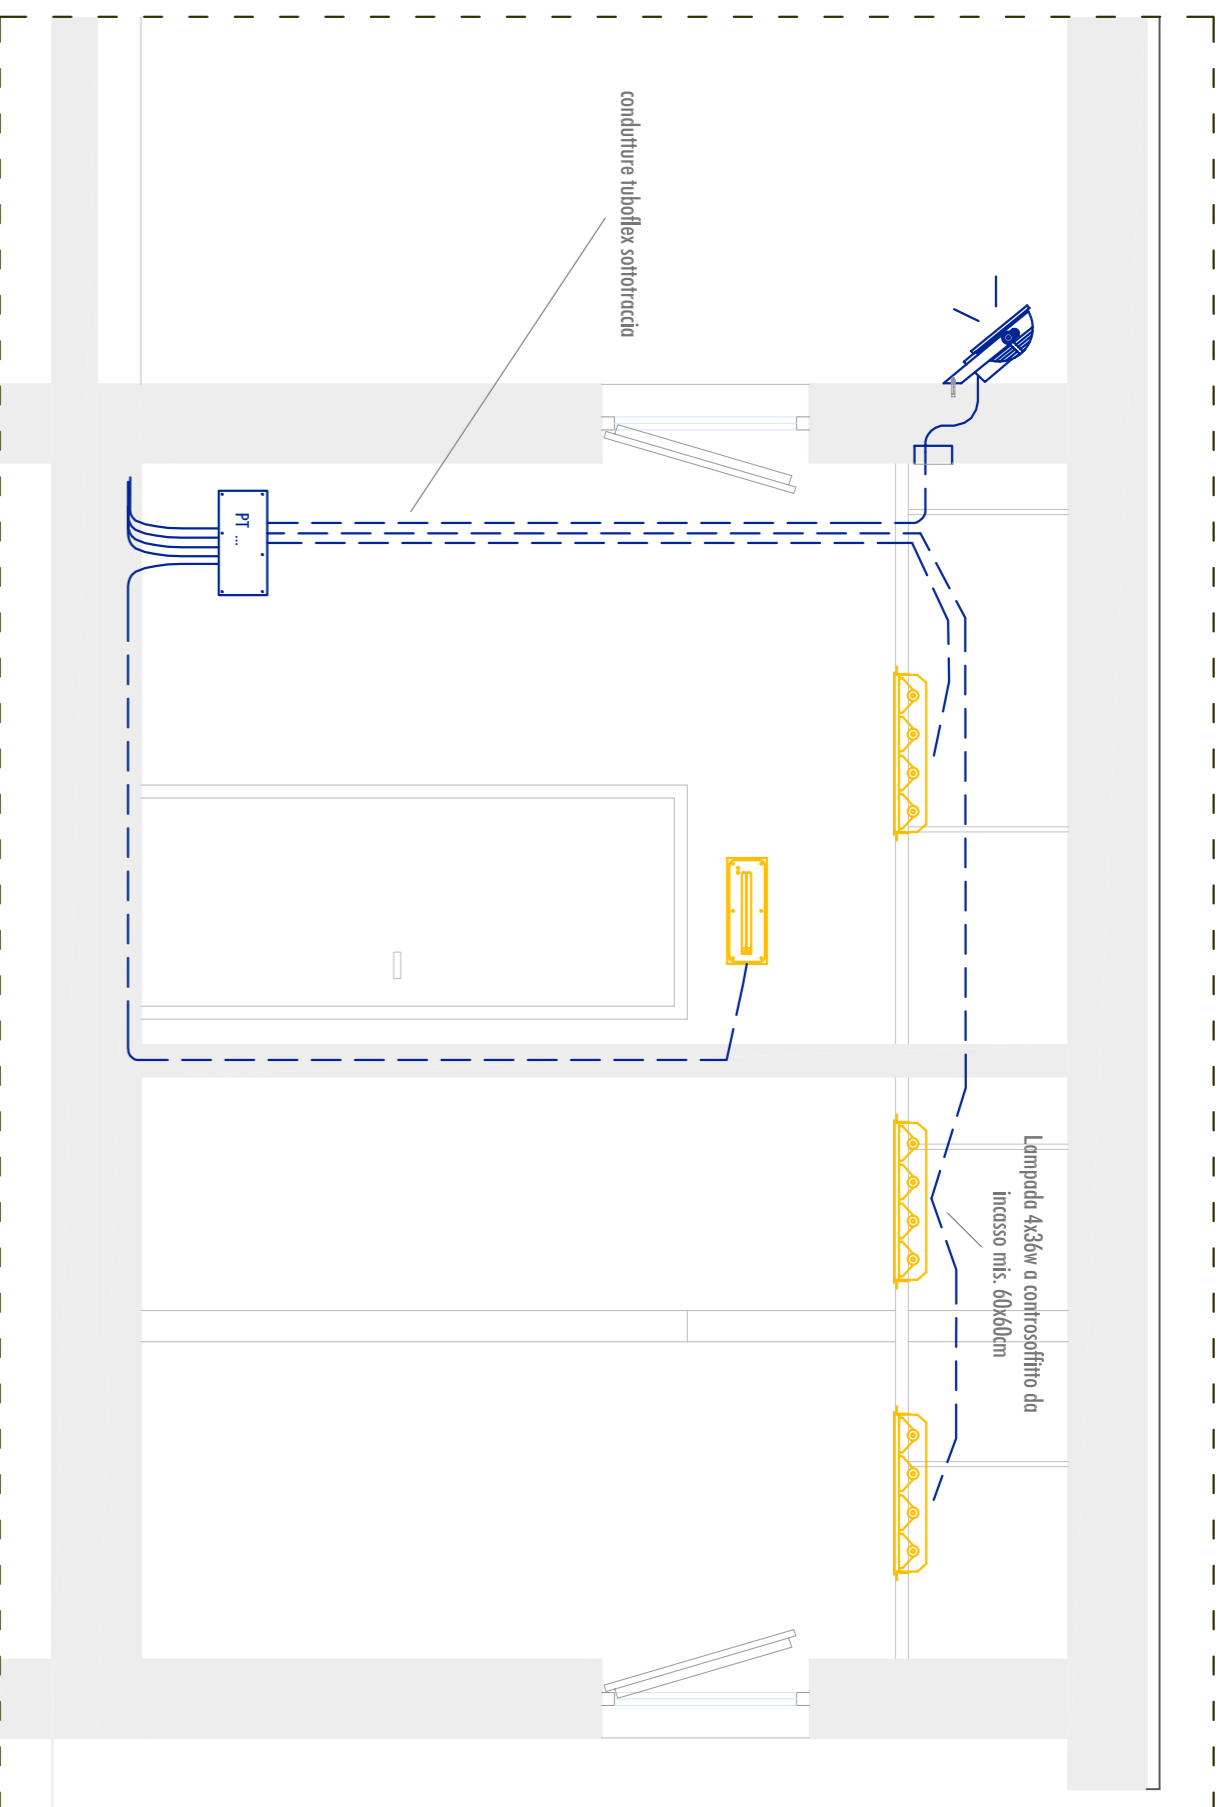 condutture tuboflex sottotraccia
PT ...
Lampada 4x36w a controsoffitto da
incasso mis. 60x60cm